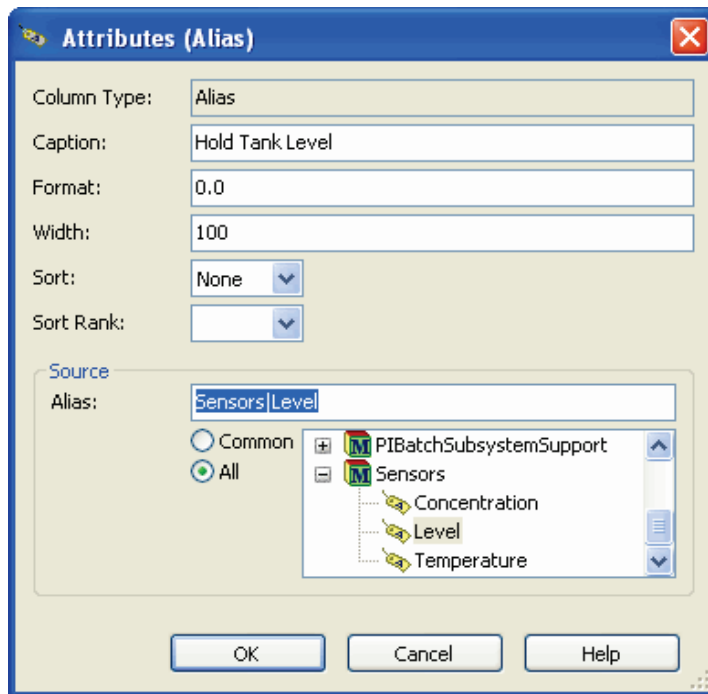 Attributes (Alias)
Column Type: Alias
Caption: Hold Tank Level
Format: 0.0
Width: 100
Sort: None
Sort Rank:
Source
Alias: Sensors|Level
Common
All
PIBatchSubsystemSupport
Sensors
Concentration
Level
Temperature
OK Cancel Help